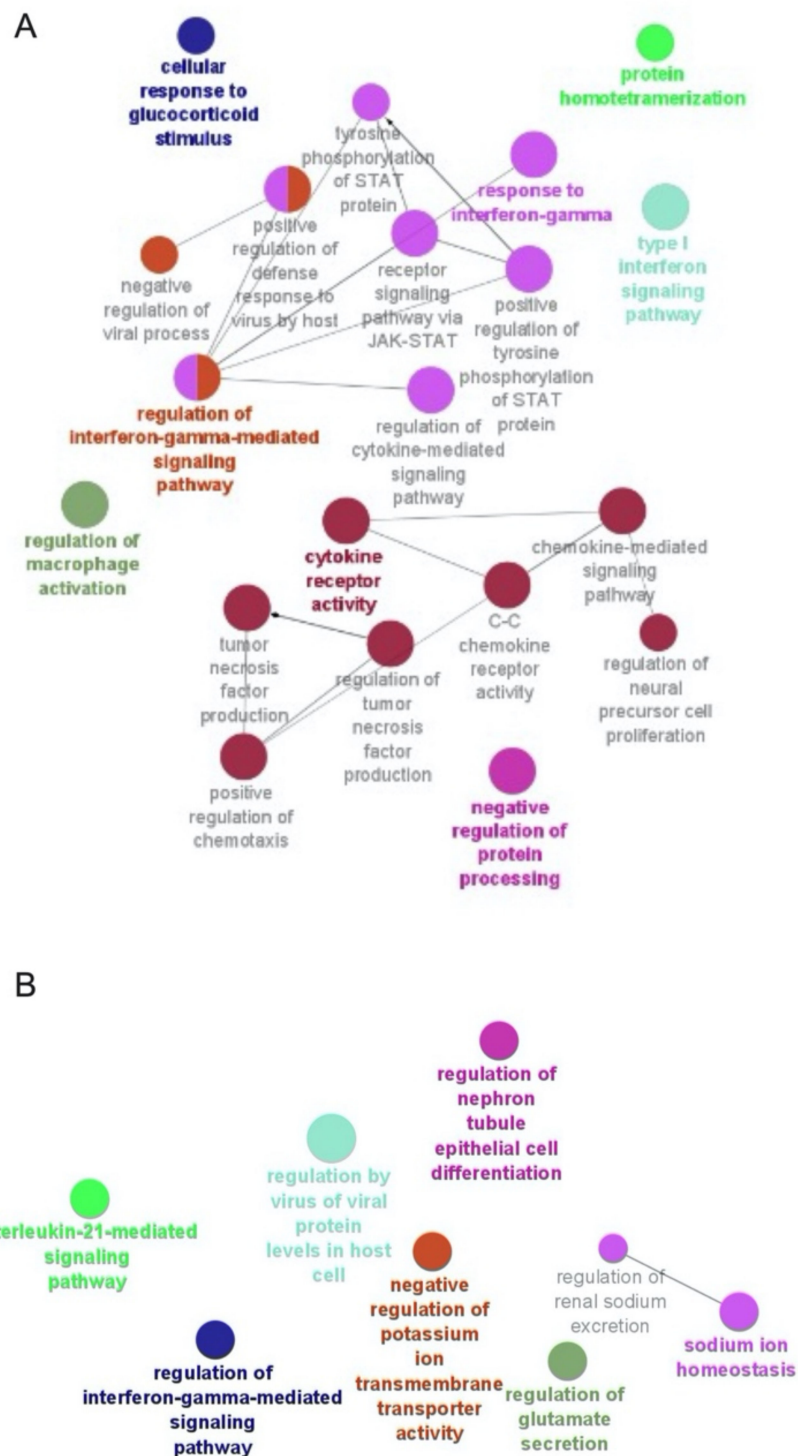 A
cellular
response to
glucocorticoid
stimulus
protein
homotetramerization
tyrosine
phosphorylation
of STAT
protein
response to
interferon-gamma
type I
interferon
signaling
pathway
positive
regulation of
defense
response to
virus by host
negative
regulation of
viral process
receptor
signaling
pathway via
JAK-STAT
positive
regulation of
tyrosine
phosphorylation
of STAT
protein
regulation of
interferon-gamma-mediated
signaling
pathway
regulation of
cytokine-mediated
signaling
pathway
regulation of
macrophage
activation
cytokine
receptor
activity
chemokine-mediated
signaling
pathway
C-C
chemokine
receptor
activity
tumor
necrosis
factor
production
regulation of
tumor
necrosis
factor
production
regulation of
neural
precursor cell
proliferation
positive
regulation of
chemotaxis
negative
regulation of
protein
processing
B
regulation of
nephron
tubule
epithelial cell
differentiation
regulation by
virus of viral
protein
levels in host
cell
terleukin-21-mediated
signaling
pathway
negative
regulation of
potassium
ion
transmembrane
transporter
activity
regulation of
renal sodium
excretion
sodium ion
homeostasis
regulation of
interferon-gamma-mediated
signaling
pathway
regulation of
glutamate
secretion